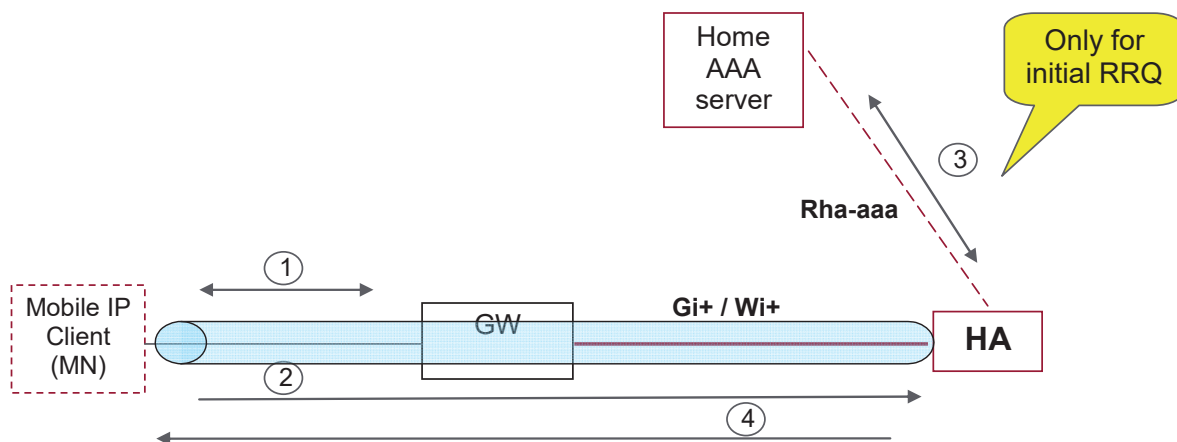 Home
AAA
server
Only for
initial RRQ
3
Rha-aaa
1
Mobile IP
Client
(MN)
GW
Gi+ / Wi+
HA
2
4